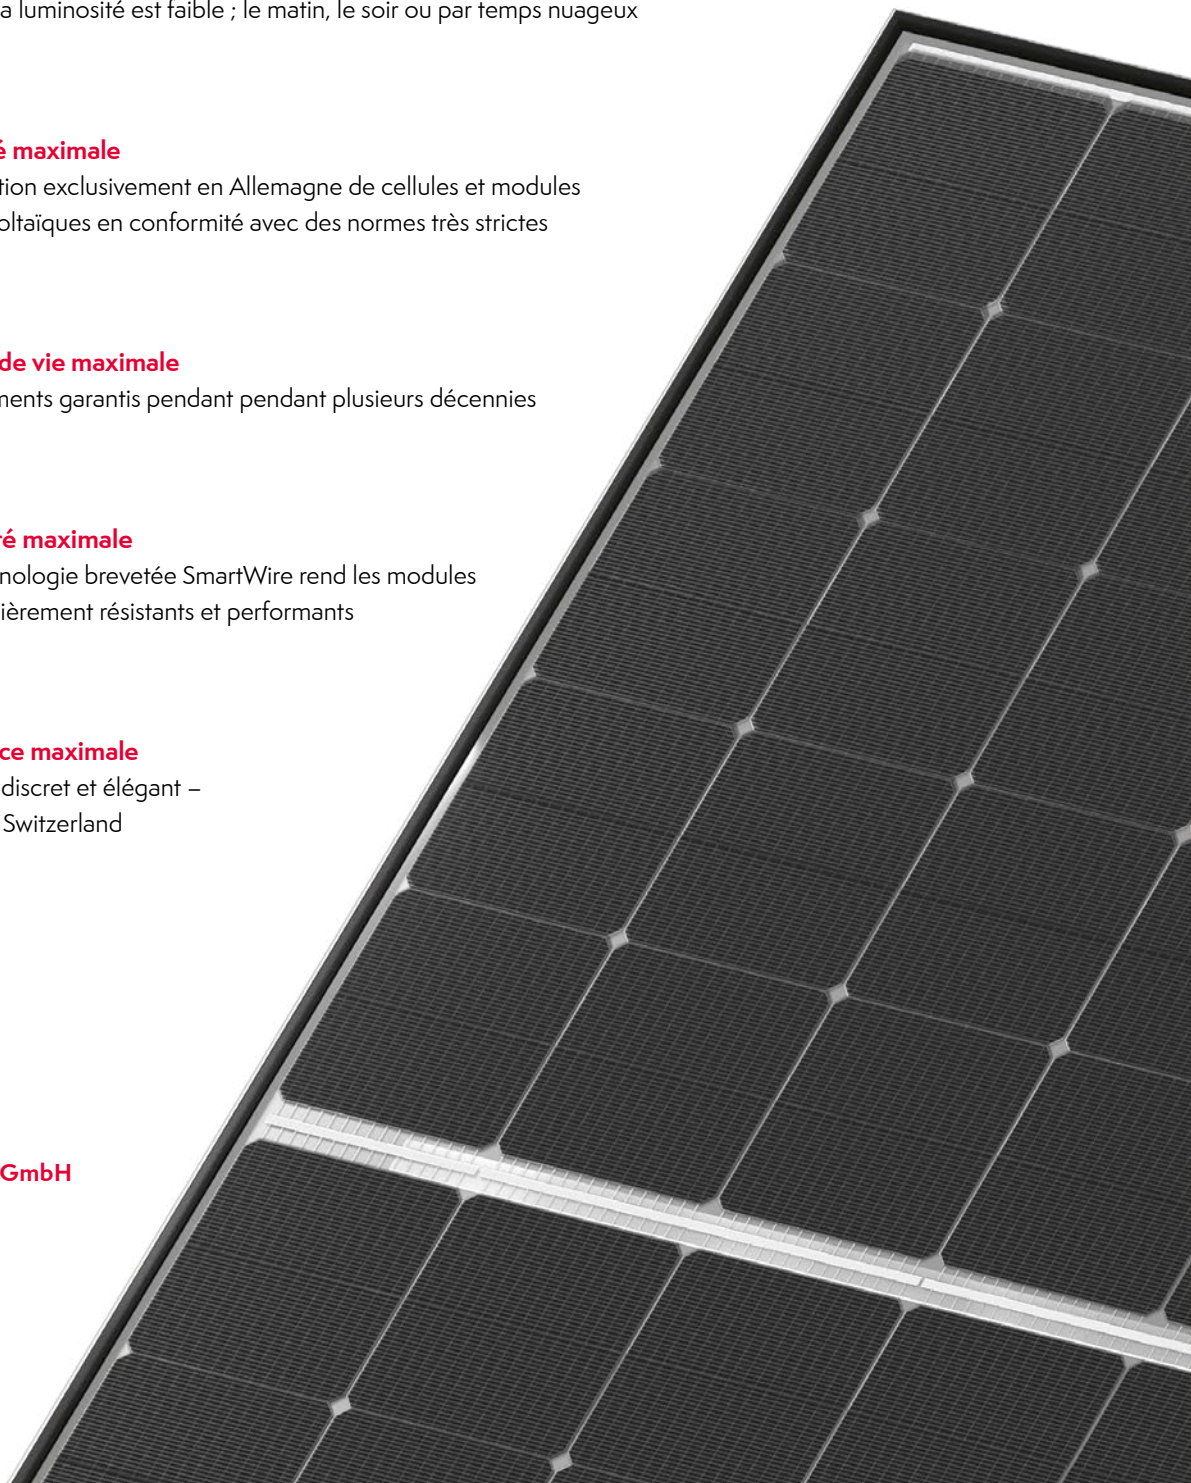 a luminosité est faible ; le matin, le soir ou par temps nuageux
é maximale
tion exclusivement en Allemagne de cellules et modules
oltaïques en conformité avec des normes très strictes
de vie maximale
ments garantis pendant pendant plusieurs décennies
té maximale
nologie brevetée SmartWire rend les modules
ièrement résistants et performants
ce maximale
discret et élégant –
Switzerland
GmbH